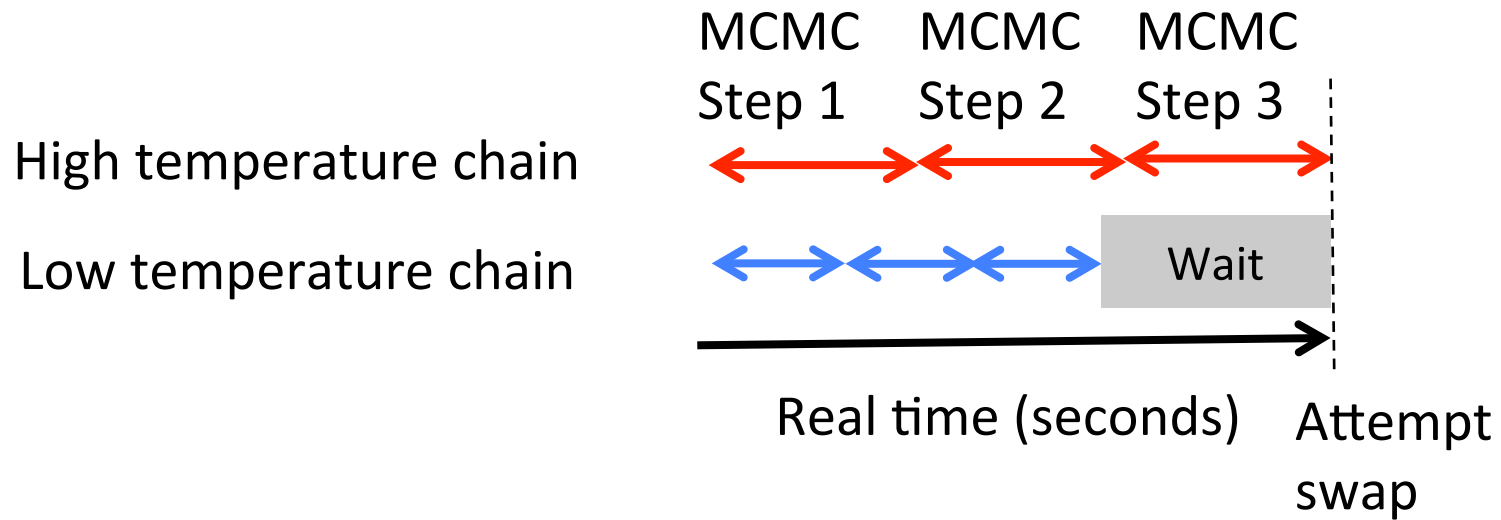 MCMC MCMC MCMC
Step 1 Step 2 Step 3
High temperature chain
Low temperature chain
Wait
Real time (seconds)
Attempt
swap